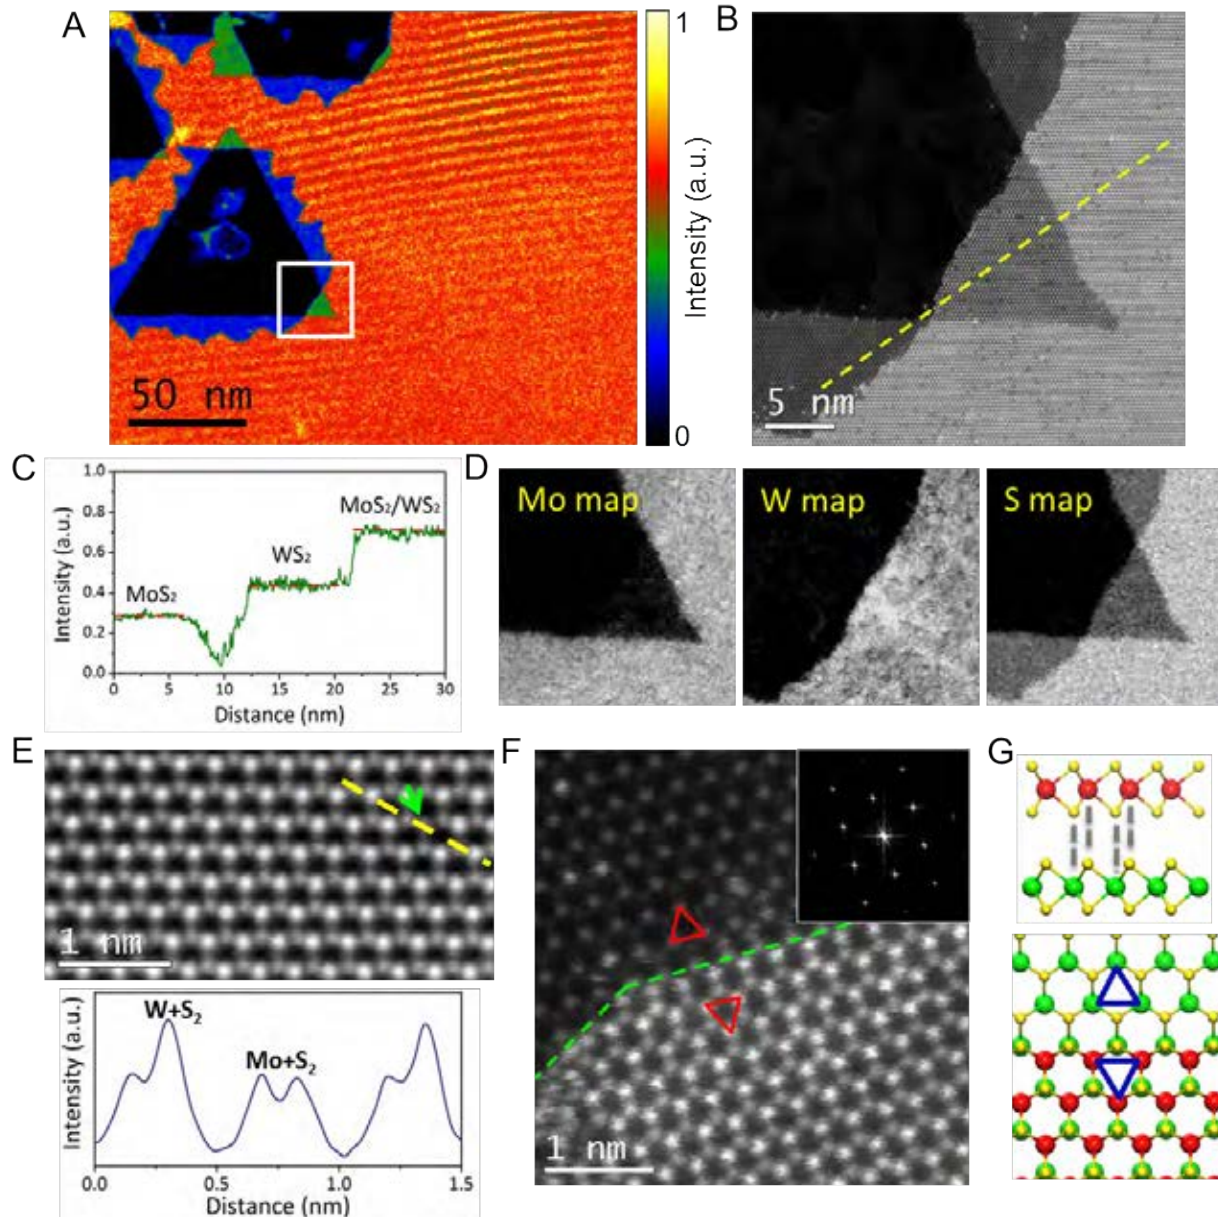 A
1
Intensity (a.u.)
0
50 nm
B
5 nm
C
1.0
0.8
0.6
0.4
0.2
0.0
Intensity (a.u.)
MoS₂
WS₂
MoS₂/WS₂
0 5 10 15 20 25 30
Distance (nm)
D
Mo map
W map
S map
E
1 nm
Intensity (a.u.)
W+S₂
Mo+S₂
0.0 0.5 1.0 1.5
Distance (nm)
F
1 nm
G